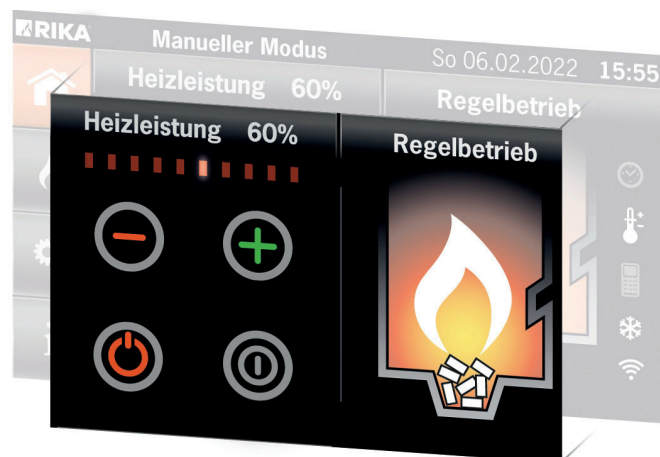 RIKA
Manueller Modus
So 06.02.2022 15:55
Heizleistung 60%
Regelbetrieb
Heizleistung 60%
Regelbetrieb